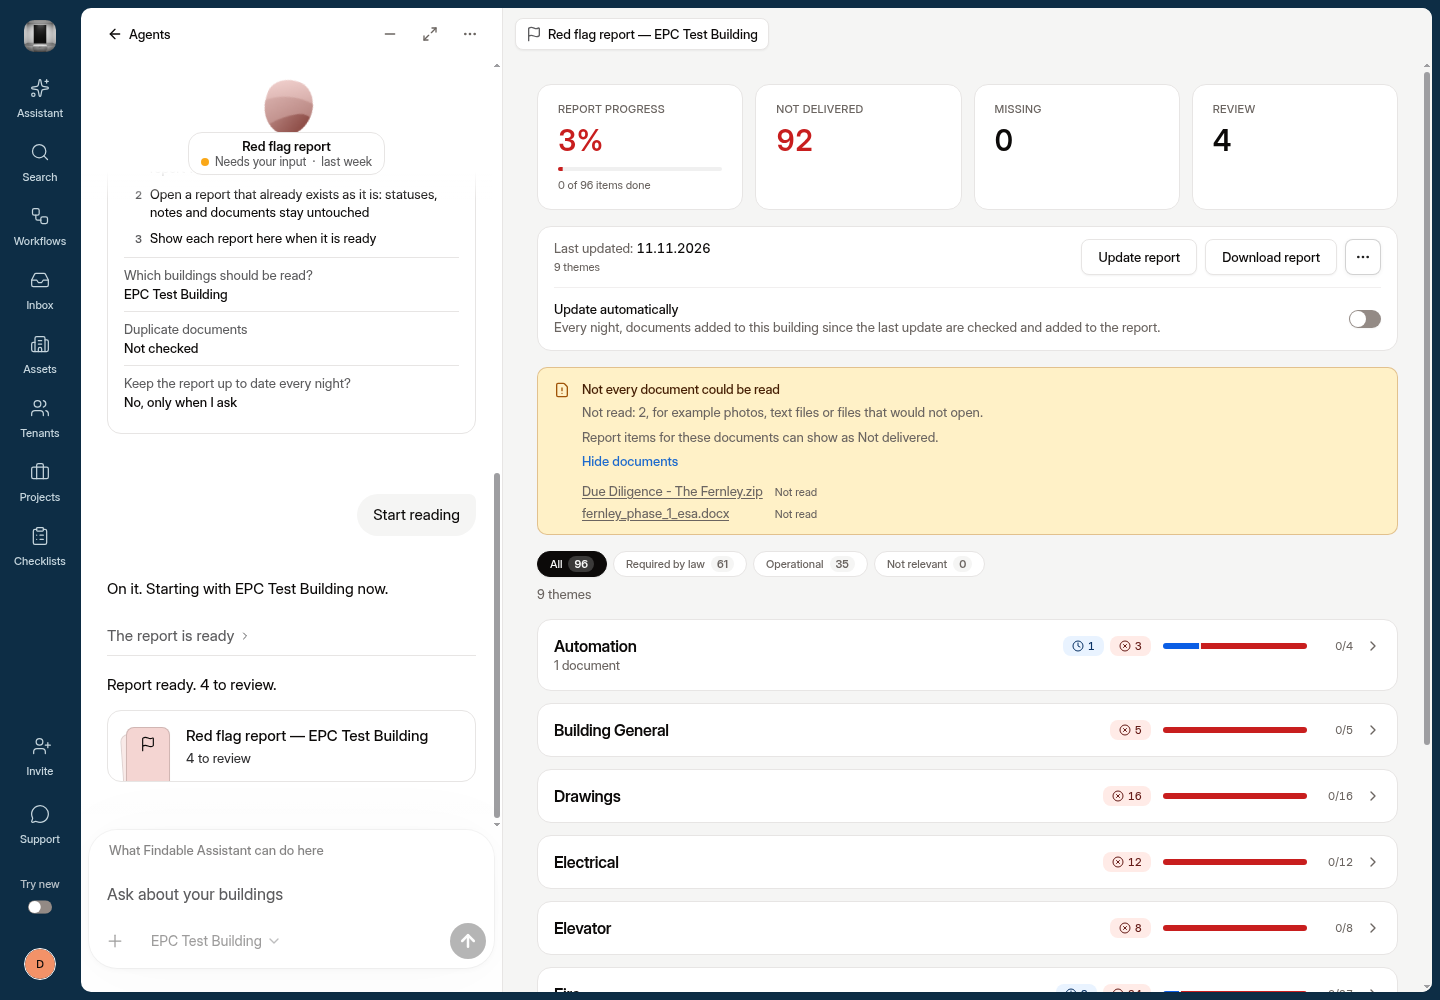 Agents
Assistant
Search
Workflows
Inbox
Assets
Tenants
Projects
Checklists
Invite
Support
Try new
D
Red flag report
Needs your input · last week
2 Open a report that already exists as it is: statuses,
notes and documents stay untouched
3 Show each report here when it is ready
Which buildings should be read?
EPC Test Building
Duplicate documents
Not checked
Keep the report up to date every night?
No, only when I ask
Start reading
On it. Starting with EPC Test Building now.
The report is ready
Report ready. 4 to review.
Red flag report — EPC Test Building
4 to review
What Findable Assistant can do here
Ask about your buildings
EPC Test Building
Red flag report — EPC Test Building
REPORT PROGRESS
3%
0 of 96 items done
NOT DELIVERED
92
MISSING
0
REVIEW
4
Last updated: 11.11.2026
9 themes
Update report
Download report
Update automatically
Every night, documents added to this building since the last update are checked and added to the report.
Not every document could be read
Not read: 2, for example photos, text files or files that would not open.
Report items for these documents can show as Not delivered.
Hide documents
Due Diligence - The Fernley.zip Not read
fernley_phase_1_esa.docx Not read
All 96 Required by law 61 Operational 35 Not relevant 0
9 themes
Automation 1 3 0/4
1 document
Building General 5 0/5
Drawings 16 0/16
Electrical 12 0/12
Elevator 8 0/8